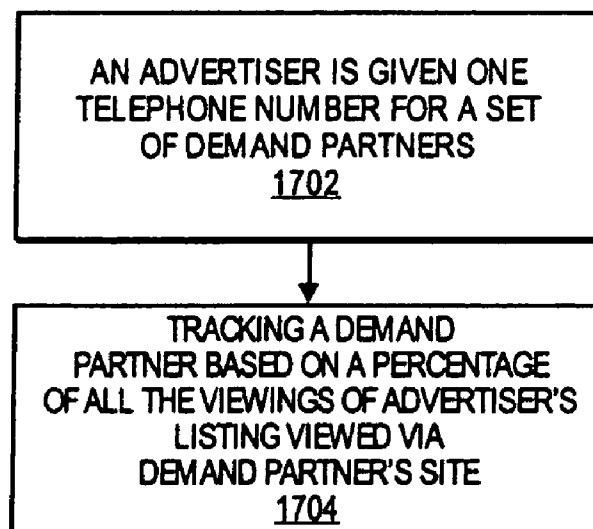 AN ADVERTISER IS GIVEN ONE
TELEPHONE NUMBER FOR A SET
OF DEMAND PARTNERS
1702
TRACKING A DEMAND
PARTNER BASED ON A PERCENTAGE
OF ALL THE VIEWINGS OF ADVERTISER'S
LISTING VIEWED VIA
DEMAND PARTNER'S SITE
1704